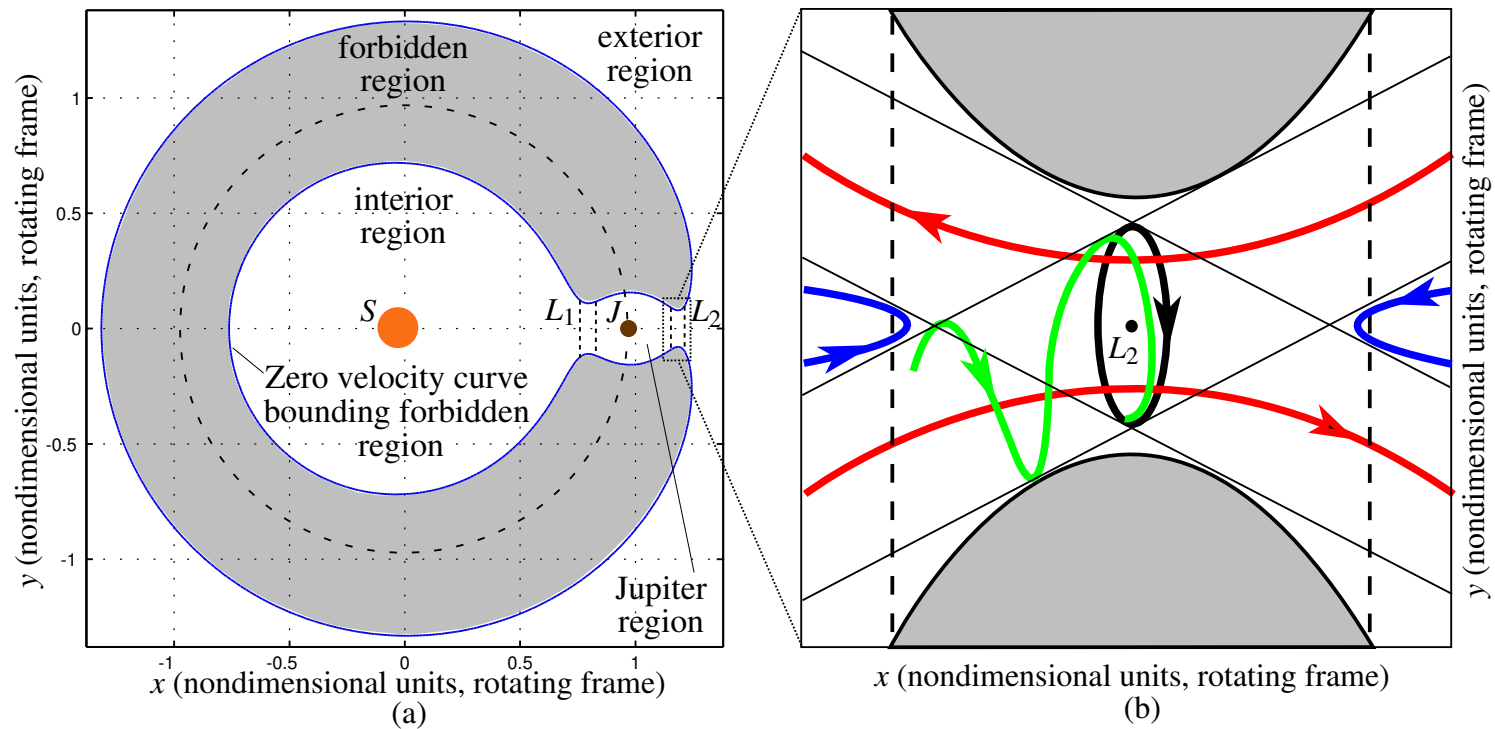 forbidden
region
exterior
region
interior
region
S
L1
J
L2
Zero velocity curve
bounding forbidden
region
Jupiter
region
1
0.5
0
-0.5
-1
-1
-0.5
0
0.5
1
y (nondimensional units, rotating frame)
x (nondimensional units, rotating frame)
(a)
L2
y (nondimensional units, rotating frame)
x (nondimensional units, rotating frame)
(b)